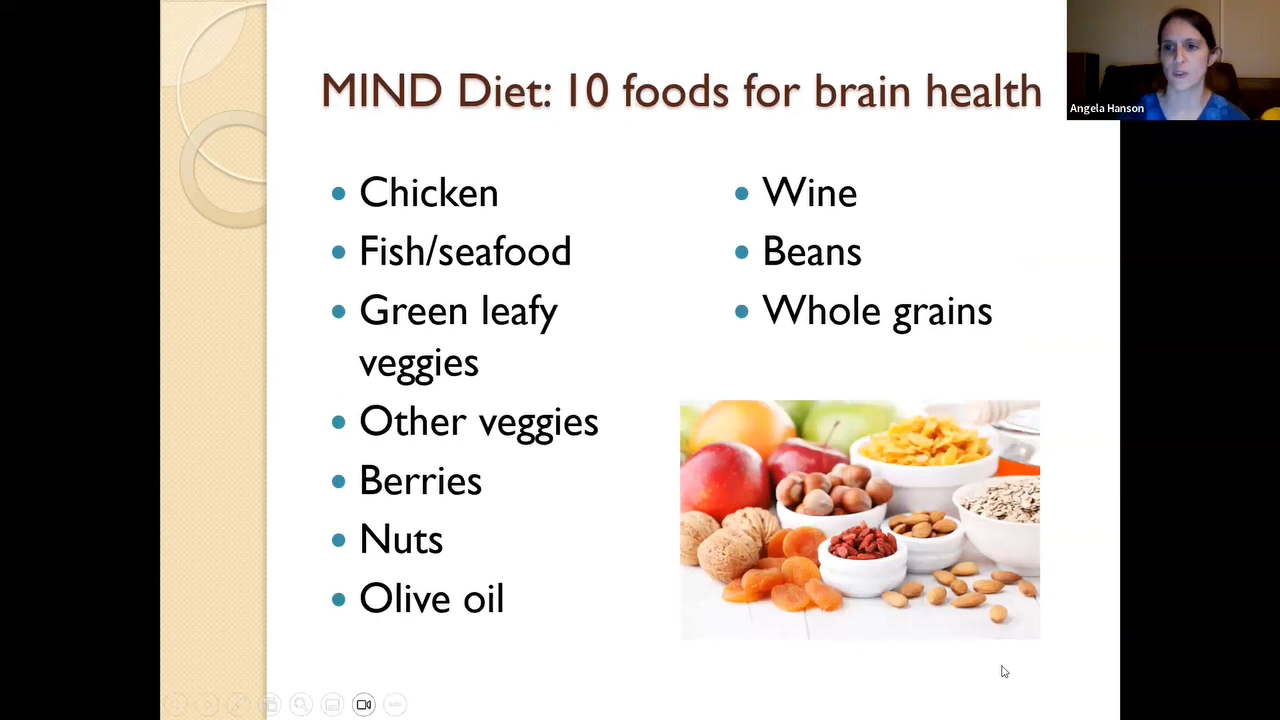 MIND Diet: 10 foods for brain health
Angela Hanson
Chicken
Fish/seafood
Green leafy
veggies
Other veggies
Berries
Nuts
Olive oil
Wine
Beans
Whole grains